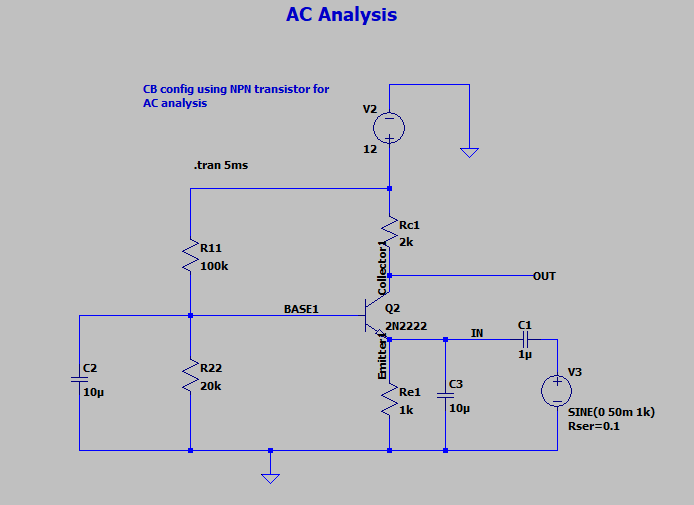 AC Analysis
CB config using NPN transistor for
AC analysis
V2
12
.tran 5ms
Rc1
2k
Collector1
R11
100k
OUT
BASE1
Q2
2N2222
IN
C1
1µ
Emitter1
C2
10µ
R22
20k
Re1
1k
C3
10µ
V3
SINE(0 50m 1k)
Rser=0.1